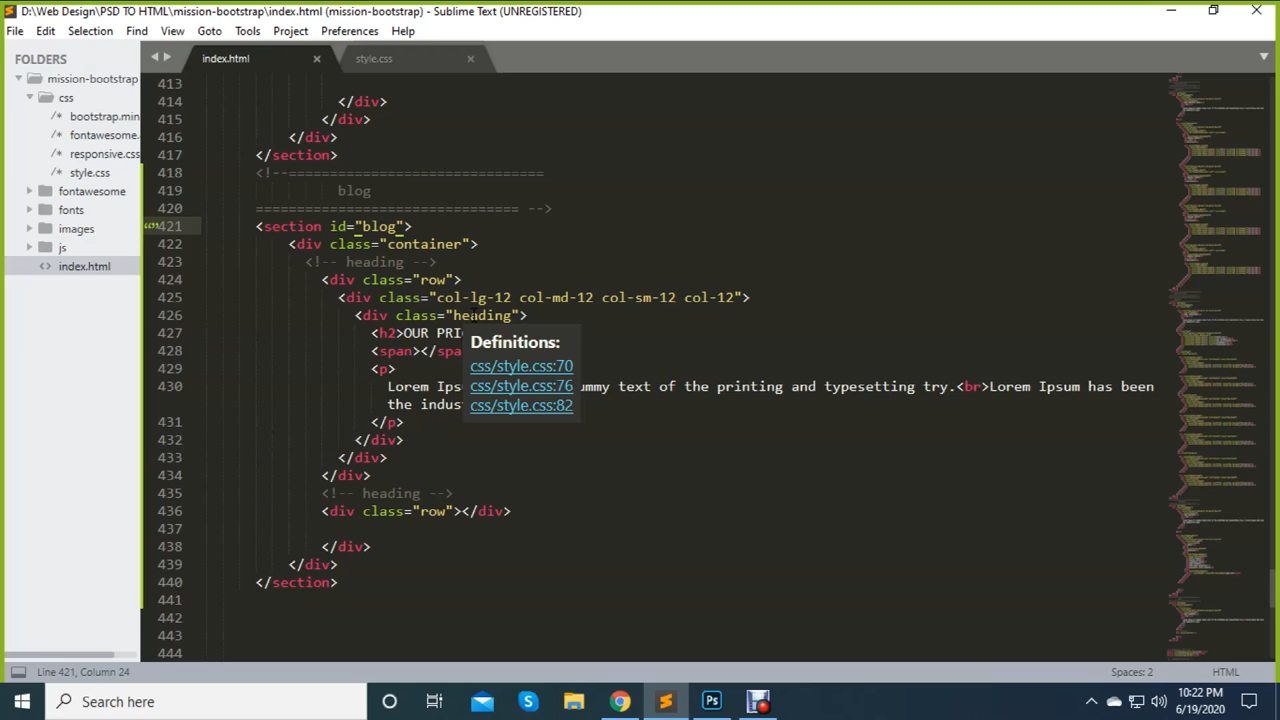 D:\Web Design\PSD TO HTML\mission-bootstrap\index.html (mission-bootstrap) - Sublime Text (UNREGISTERED)
File Edit Selection Find View Goto Tools Project Preferences Help
FOLDERS
mission-bootstrap
css
bootstrap.min
fontawesome.
responsive.css
style.css
fontawesome
fonts
images
js
index.html
index.html style.css
413
414 </div>
415 </div>
416 </div>
417 </section>
418 <!--===============================
419 blog
420 ================================ -->
421 <section id="blog">
422 <div class="container">
423 <!-- heading -->
424 <div class="row">
425 <div class="col-lg-12 col-md-12 col-sm-12 col-12">
426 <div class="heading">
427 <h2>OUR PRI
428 <span></spa
429 <p>
430 Lorem Ips ummy text of the printing and typesetting try.<br>Lorem Ipsum has been
the indus
431 </p>
432 </div>
433 </div>
434 </div>
435 <!-- heading -->
436 <div class="row"></div>
437
438 </div>
439 </div>
440 </section>
441
442
443
444
Definitions:
css/style.css:70
css/style.css:76
css/style.css:82
Line 421, Column 24
Spaces: 2
HTML
Type here to search
10:22 PM
6/19/2020